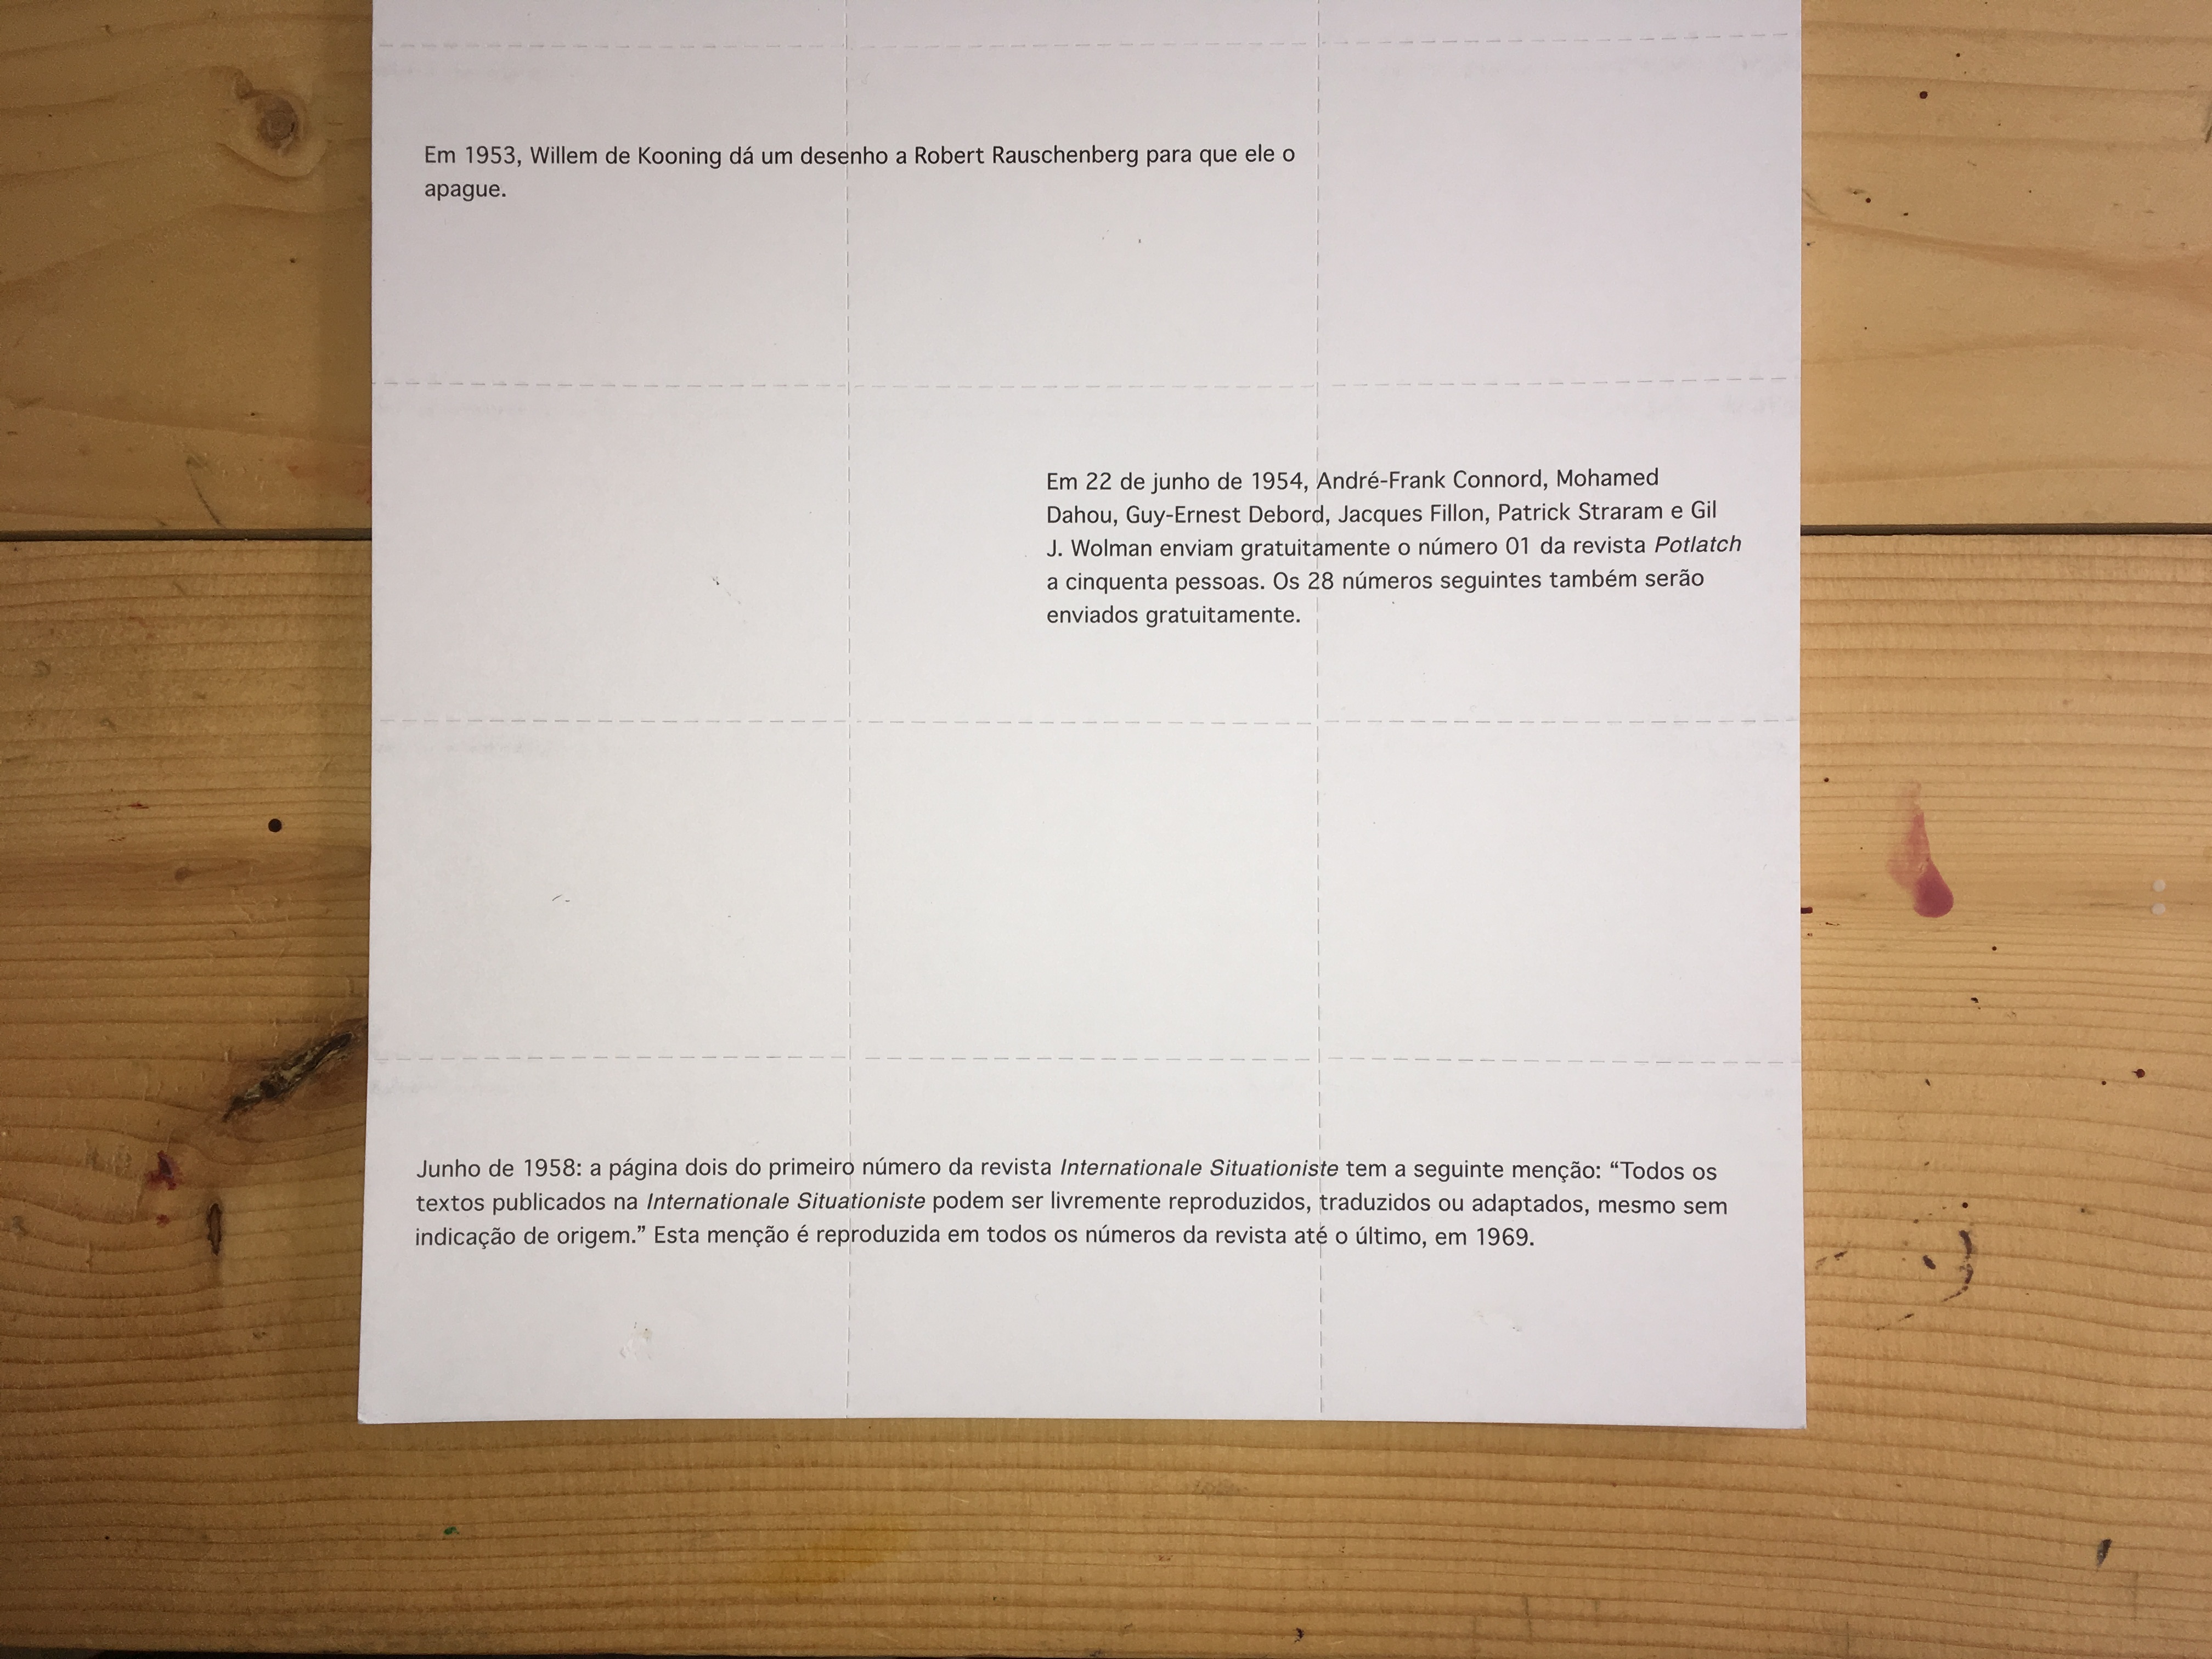 Em 1953, Willem de Kooning dá um desenho a Robert Rauschenberg para que ele o
apague.
Em 22 de junho de 1954, André-Frank Connord, Mohamed
Dahou, Guy-Ernest Debord, Jacques Fillon, Patrick Straram e Gil
J. Wolman enviam gratuitamente o número 01 da revista Potlatch
a cinquenta pessoas. Os 28 números seguintes também serão
enviados gratuitamente.
Junho de 1958: a página dois do primeiro número da revista Internationale Situationiste tem a seguinte menção: “Todos os
textos publicados na Internationale Situationiste podem ser livremente reproduzidos, traduzidos ou adaptados, mesmo sem
indicação de origem.” Esta menção é reproduzida em todos os números da revista até o último, em 1969.